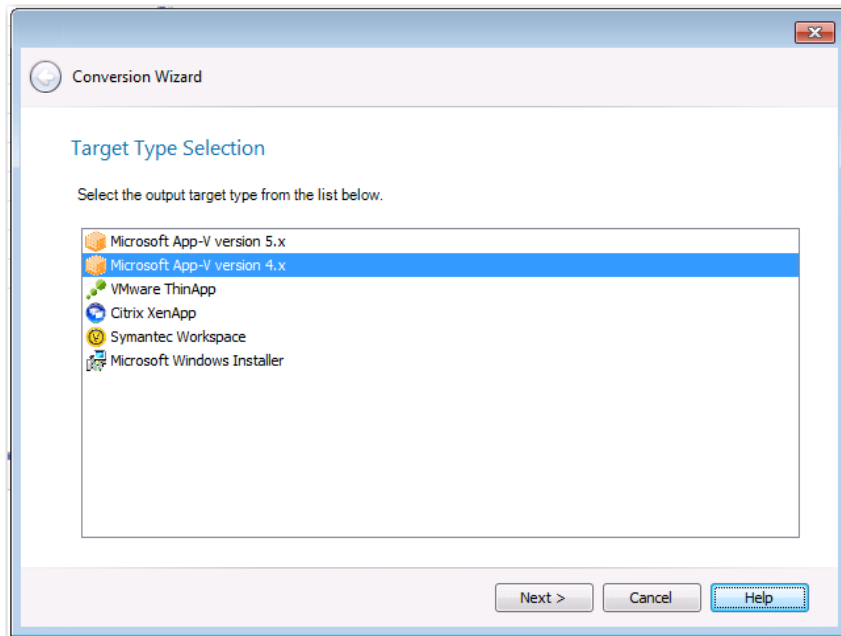 Conversion Wizard
Target Type Selection
Select the output target type from the list below.
Microsoft App-V version 5.x
Microsoft App-V version 4.x
VMware ThinApp
Citrix XenApp
Symantec Workspace
Microsoft Windows Installer
Next > Cancel Help